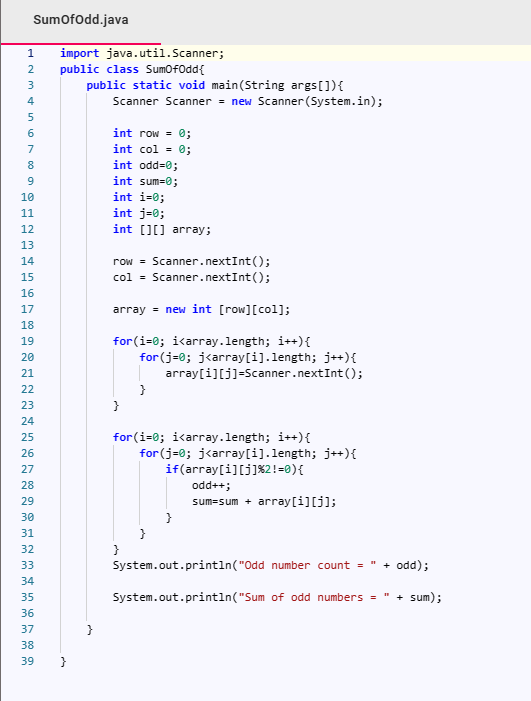 SumOfOdd.java
1 import java.util.Scanner;
2 public class SumOfOdd{
3 public static void main(String args[]){
4 Scanner Scanner = new Scanner(System.in);
5
6 int row = 0;
7 int col = 0;
8 int odd=0;
9 int sum=0;
10 int i=0;
11 int j=0;
12 int [][] array;
13
14 row = Scanner.nextInt();
15 col = Scanner.nextInt();
16
17 array = new int [row][col];
18
19 for(i=0; i<array.length; i++){
20 for(j=0; j<array[i].length; j++){
21 array[i][j]=Scanner.nextInt();
22 }
23 }
24
25 for(i=0; i<array.length; i++){
26 for(j=0; j<array[i].length; j++){
27 if(array[i][j]%2!=0){
28 odd++;
29 sum=sum + array[i][j];
30 }
31 }
32 }
33 System.out.println("Odd number count = " + odd);
34
35 System.out.println("Sum of odd numbers = " + sum);
36
37 }
38
39 }